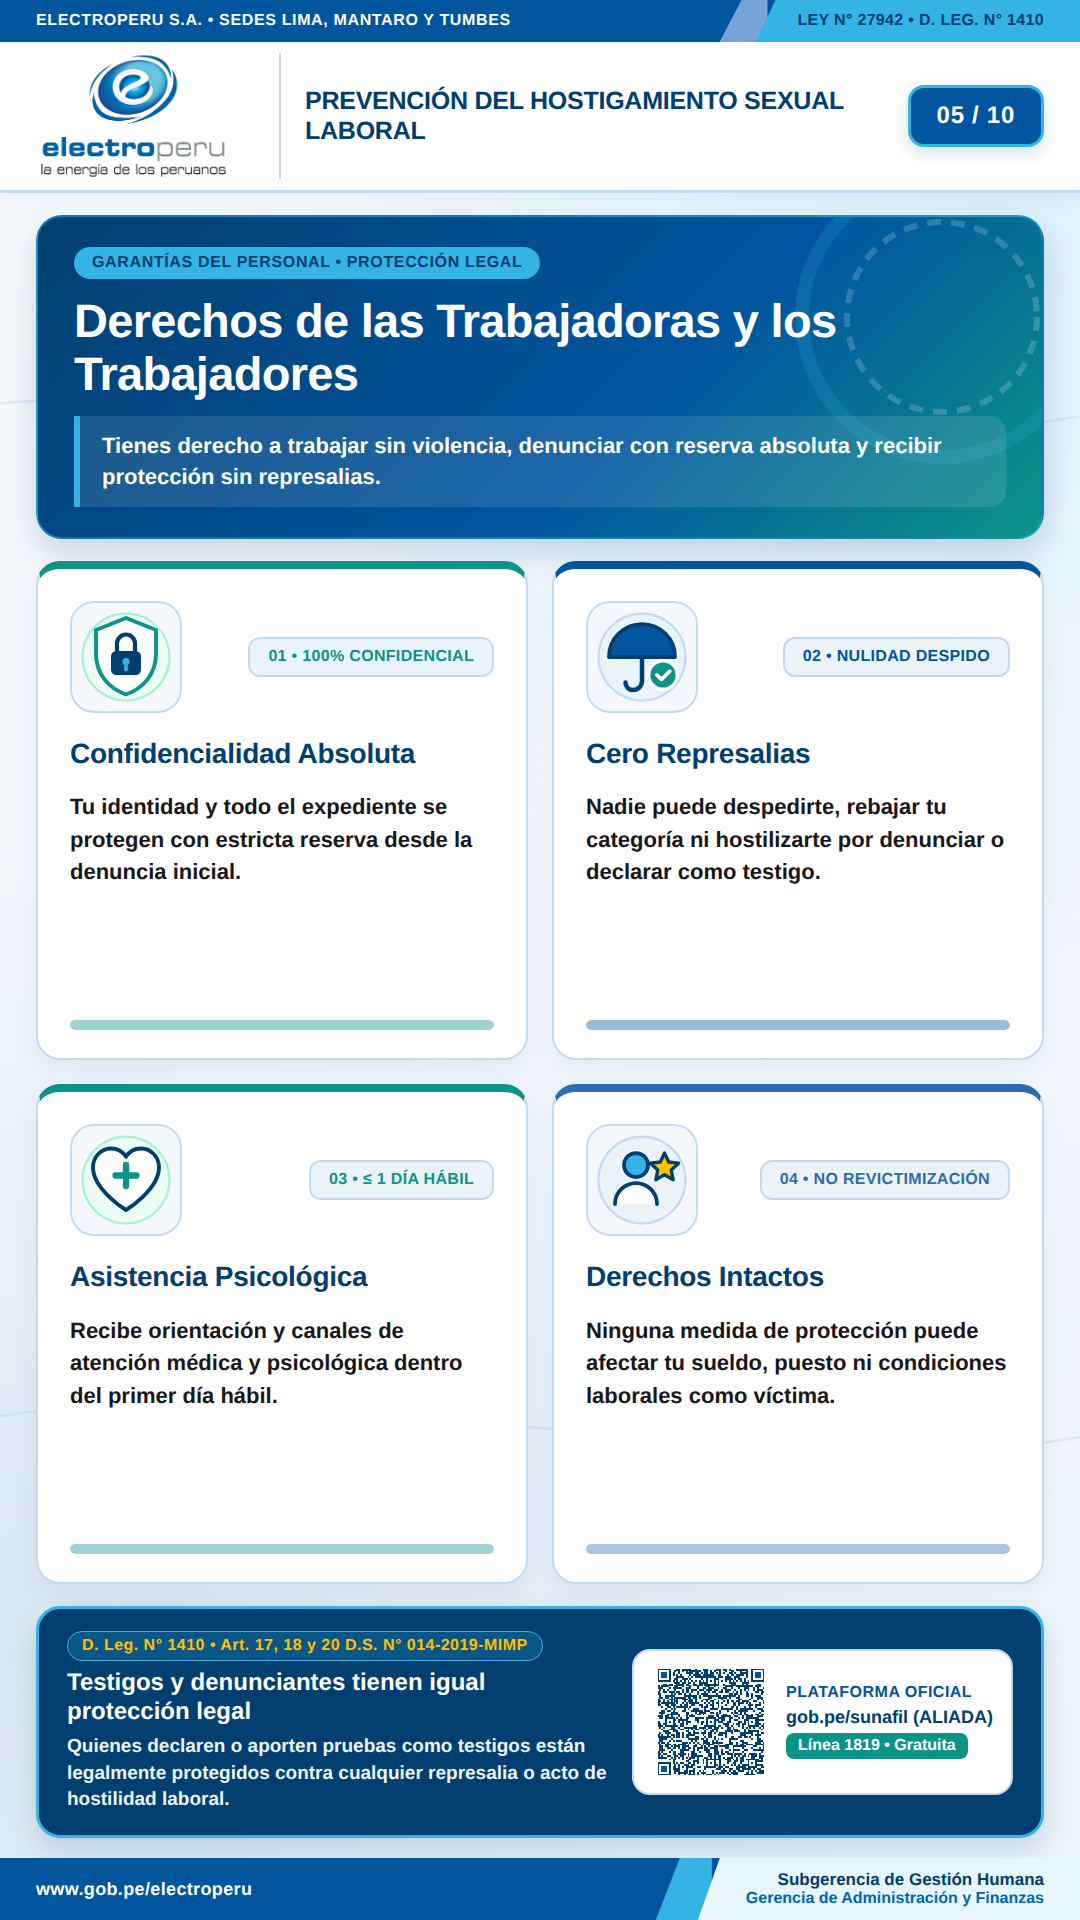 ELECTROPERU S.A. • SEDES LIMA, MANTARO Y TUMBES
LEY N° 27942 • D. LEG. N° 1410
electroperu
la energía de los peruanos
PREVENCIÓN DEL HOSTIGAMIENTO SEXUAL
LABORAL
05 / 10
GARANTÍAS DEL PERSONAL • PROTECCIÓN LEGAL
Derechos de las Trabajadoras y los
Trabajadores
Tienes derecho a trabajar sin violencia, denunciar con reserva absoluta y recibir
protección sin represalias.
01 • 100% CONFIDENCIAL
Confidencialidad Absoluta
Tu identidad y todo el expediente se
protegen con estricta reserva desde la
denuncia inicial.
02 • NULIDAD DESPIDO
Cero Represalias
Nadie puede despedirte, rebajar tu
categoría ni hostilizarte por denunciar o
declarar como testigo.
03 • ≤ 1 DÍA HÁBIL
Asistencia Psicológica
Recibe orientación y canales de
atención médica y psicológica dentro
del primer día hábil.
04 • NO REVICTIMIZACIÓN
Derechos Intactos
Ninguna medida de protección puede
afectar tu sueldo, puesto ni condiciones
laborales como víctima.
D. Leg. N° 1410 • Art. 17, 18 y 20 D.S. N° 014-2019-MIMP
Testigos y denunciantes tienen igual
protección legal
Quienes declaren o aporten pruebas como testigos están
legalmente protegidos contra cualquier represalia o acto de
hostilidad laboral.
PLATAFORMA OFICIAL
gob.pe/sunafil (ALIADA)
Línea 1819 • Gratuita
www.gob.pe/electroperu
Subgerencia de Gestión Humana
Gerencia de Administración y Finanzas